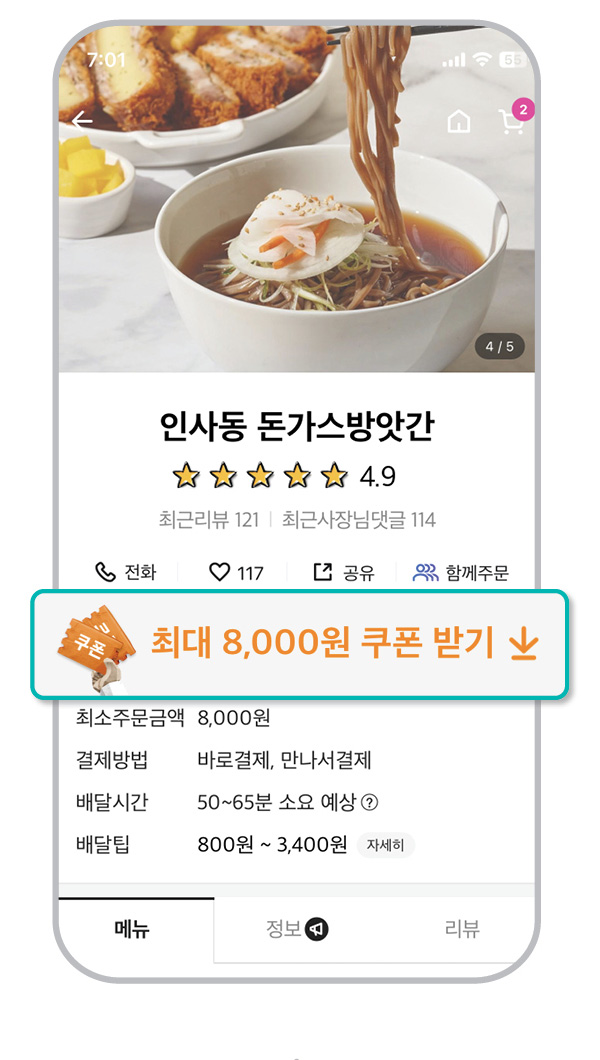 7:01
55
2
4 / 5
인사동 돈가스방앗간
4.9
최근리뷰 121 최근사장님댓글 114
전화 117 공유 함께주문
쿠폰 최대 8,000원 쿠폰 받기
최소주문금액 8,000원
결제방법 바로결제, 만나서결제
배달시간 50~65분 소요 예상 ?
배달팁 800원 ~ 3,400원 자세히
메뉴 정보 리뷰